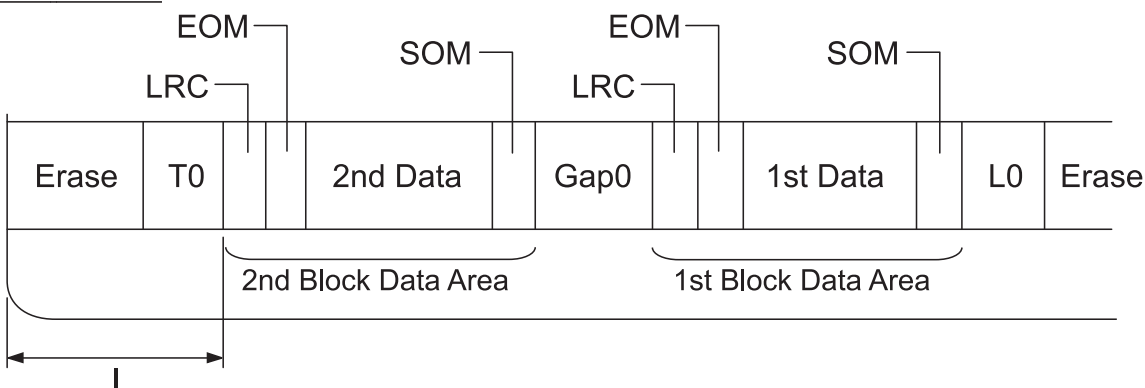 EOM
EOM
SOM
SOM
LRC
LRC
Erase T0 2nd Data Gap0 1st Data L0 Erase
2nd Block Data Area 1st Block Data Area
L